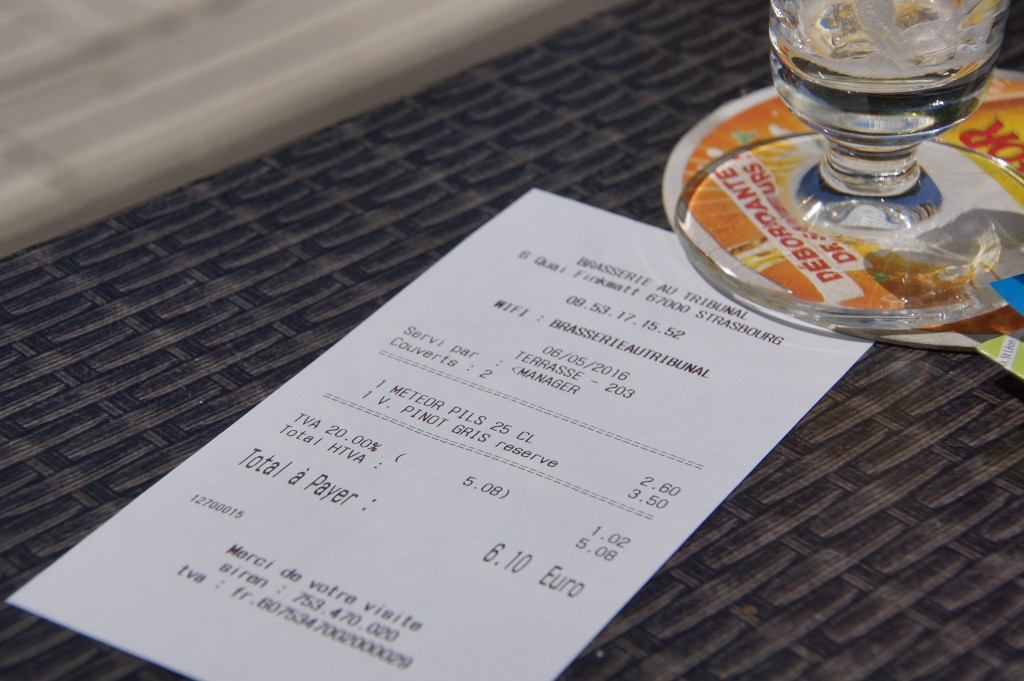 BRASSERIE AU TRIBUNAL
6 Quai Finkmatt 67000 STRASBOURG
09.53.17.15.52
WIFI : BRASSERIEAUTRIBUNAL
06/05/2016
TERRASSE - 203
Servi par : <MANAGER
Couverts : 2
1 METEOR PILS 25 CL 2.60
1 V. PINOT GRIS reserve 3.50
TVA 20.00% ( 5.08) 1.02
Total HTVA : 5.08
Total à Payer : 6.10 Euro
12700015
Merci de votre visite
siren : 753.470.020
tva : fr.6075347002000029
DÉBORDANTE